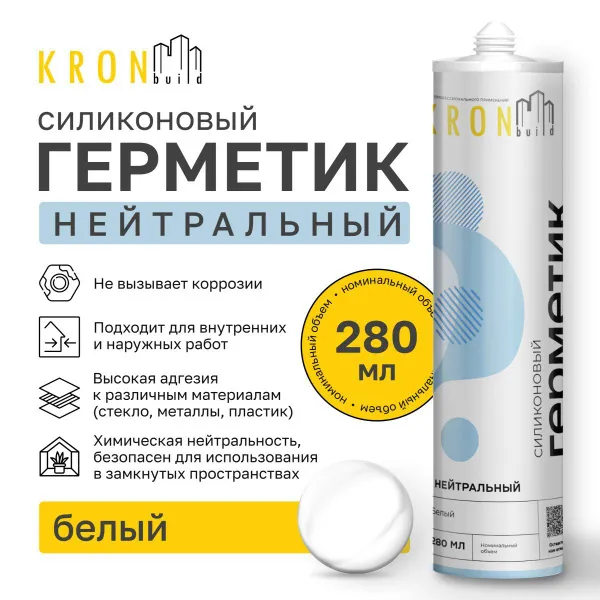 KRON
build
СИЛИКОНОВЫЙ
ГЕРМЕТИК
НЕЙТРАЛЬНЫЙ
Не вызывает коррозии
Подходит для внутренних
и наружных работ
Высокая адгезия
к различным материалам
(стекло, металлы, пластик)
Химическая нейтральность,
безопасен для использования
в замкнутых пространствах
белый
номинальный объем • номинальный объем
280
МЛ
KRON
build
СИЛИКОНОВЫЙ
ГЕРМЕТИК
НЕЙТРАЛЬНЫЙ
Белый
280 МЛ
Номинальный
объем